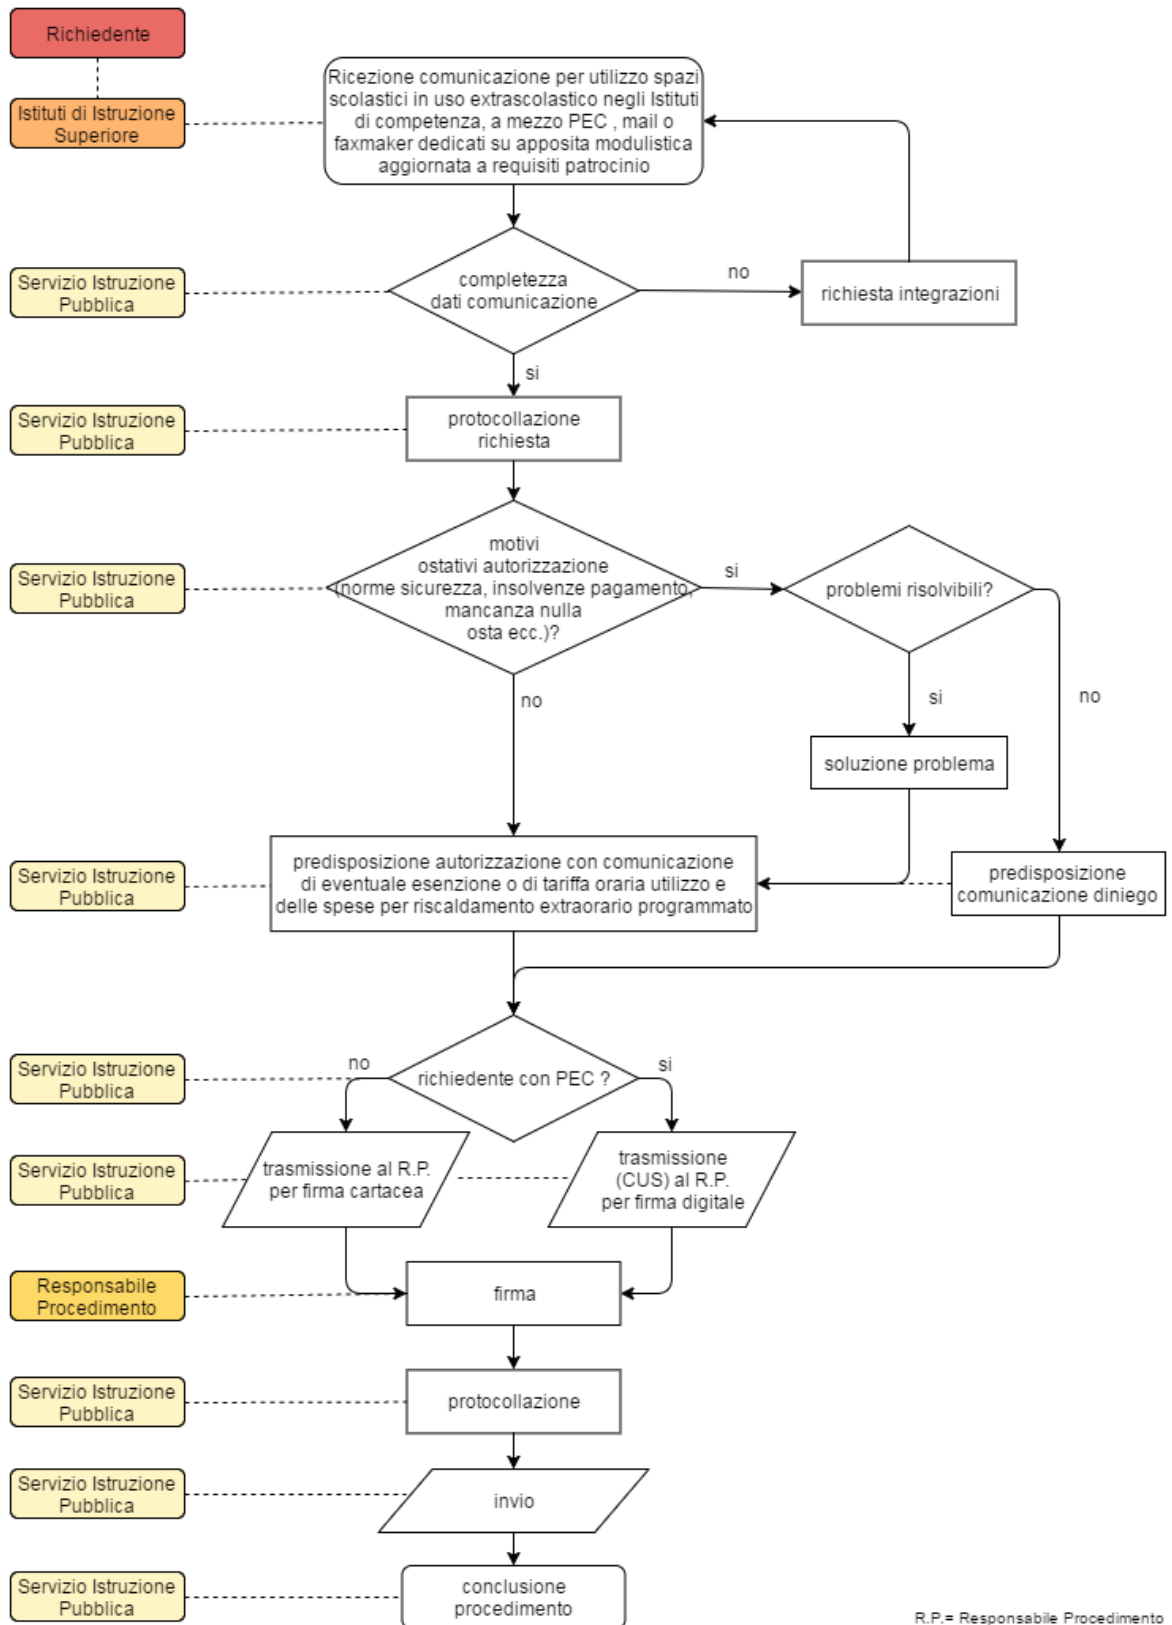 Richiedente
Istituti di Istruzione
Superiore
Ricezione comunicazione per utilizzo spazi
scolastici in uso extrascolastico negli Istituti
di competenza, a mezzo PEC , mail o
faxmaker dedicati su apposita modulistica
aggiornata a requisiti patrocinio
Servizio Istruzione
Pubblica
completezza
dati comunicazione
no
richiesta integrazioni
si
Servizio Istruzione
Pubblica
protocollazione
richiesta
Servizio Istruzione
Pubblica
motivi
ostativi autorizzazione
(norme sicurezza, insolvenze pagamento,
mancanza nulla
osta ecc.)?
si
problemi risolvibili?
no
si
no
soluzione problema
Servizio Istruzione
Pubblica
predisposizione autorizzazione con comunicazione
di eventuale esenzione o di tariffa oraria utilizzo e
delle spese per riscaldamento extraorario programmato
predisposizione
comunicazione diniego
Servizio Istruzione
Pubblica
no
richiedente con PEC ?
si
Servizio Istruzione
Pubblica
trasmissione al R.P.
per firma cartacea
trasmissione
(CUS) al R.P.
per firma digitale
Responsabile
Procedimento
firma
Servizio Istruzione
Pubblica
protocollazione
Servizio Istruzione
Pubblica
invio
Servizio Istruzione
Pubblica
conclusione
procedimento
R.P.= Responsabile Procedimento